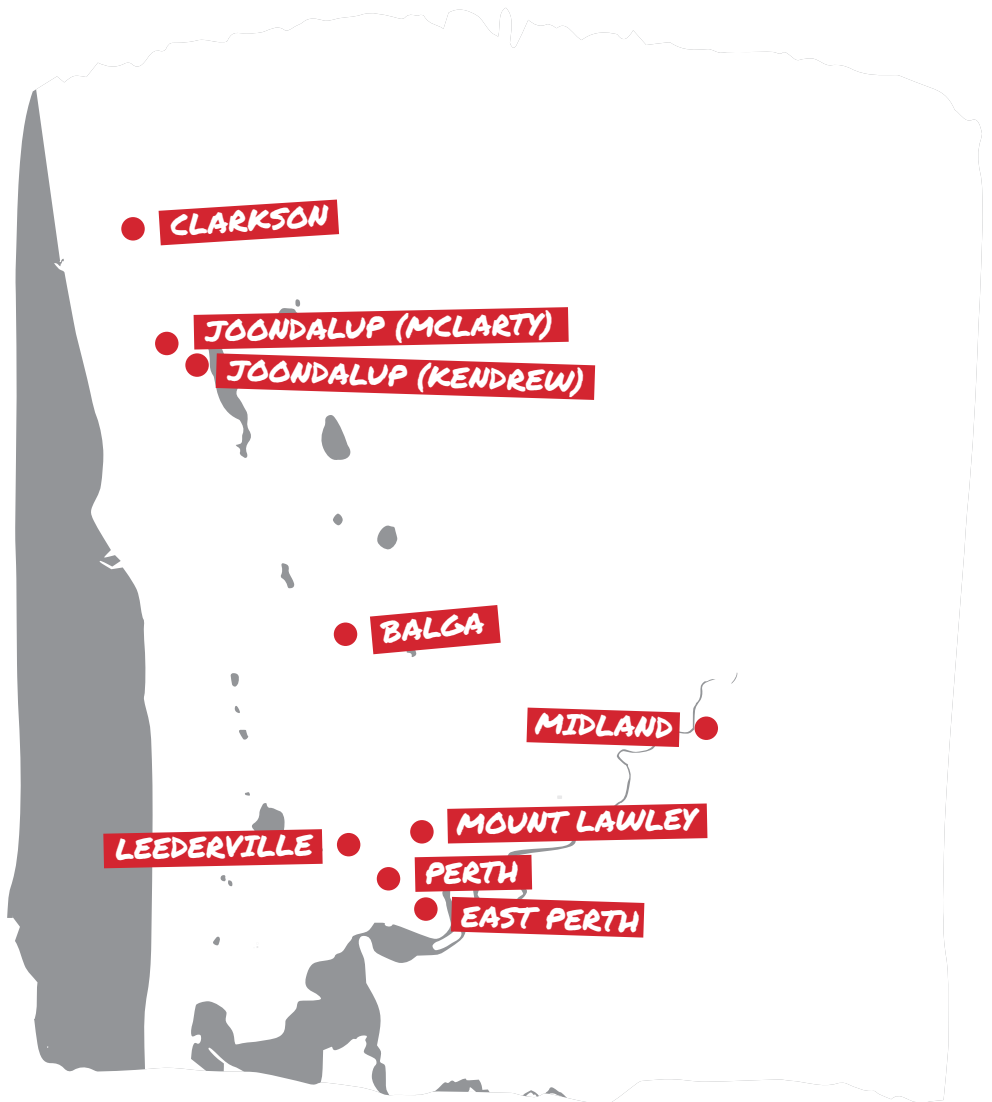 CLARKSON
JOONDALUP (MCLARTY)
JOONDALUP (KENDREW)
BALGA
MIDLAND
MOUNT LAWLEY
LEEDERVILLE
PERTH
EAST PERTH